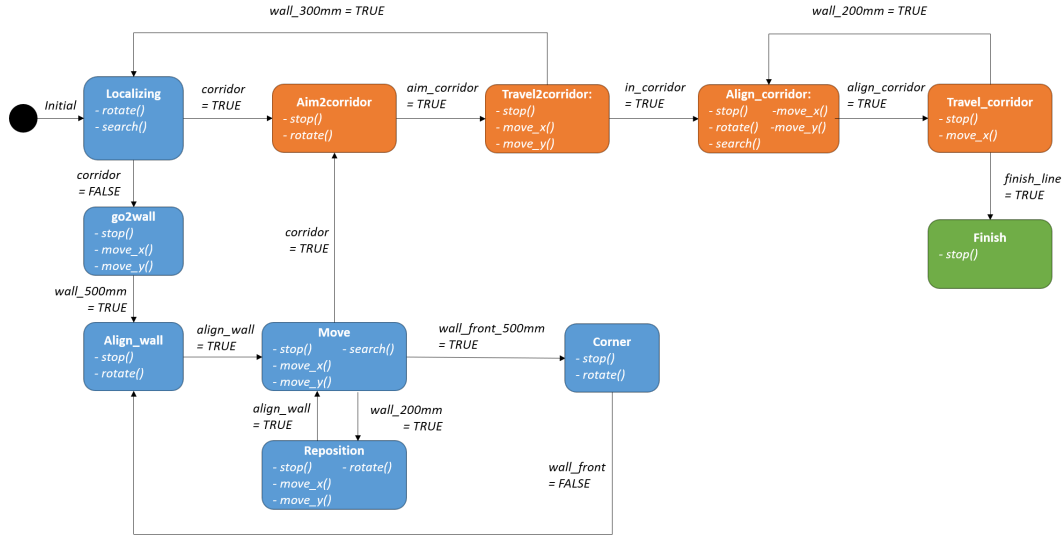 wall_300mm = TRUE
wall_200mm = TRUE
Initial
Localizing
- rotate()
- search()
corridor
= TRUE
Aim2corridor
- stop()
- rotate()
aim_corridor
= TRUE
Travel2corridor:
- stop()
- move_x()
- move_y()
in_corridor
= TRUE
Align_corridor:
- stop() -move_x()
- rotate() -move_y()
- search()
align_corridor
= TRUE
Travel_corridor
- stop()
- move_x()
corridor
= FALSE
finish_line
= TRUE
go2wall
- stop()
- move_x()
- move_y()
corridor
= TRUE
Finish
- stop()
wall_500mm
= TRUE
Align_wall
- stop()
- rotate()
align_wall
= TRUE
Move
- stop() - search()
- move_x()
- move_y()
wall_front_500mm
= TRUE
Corner
- stop()
- rotate()
align_wall
= TRUE
wall_200mm
= TRUE
Reposition
- stop() - rotate()
- move_x()
- move_y()
wall_front
= FALSE